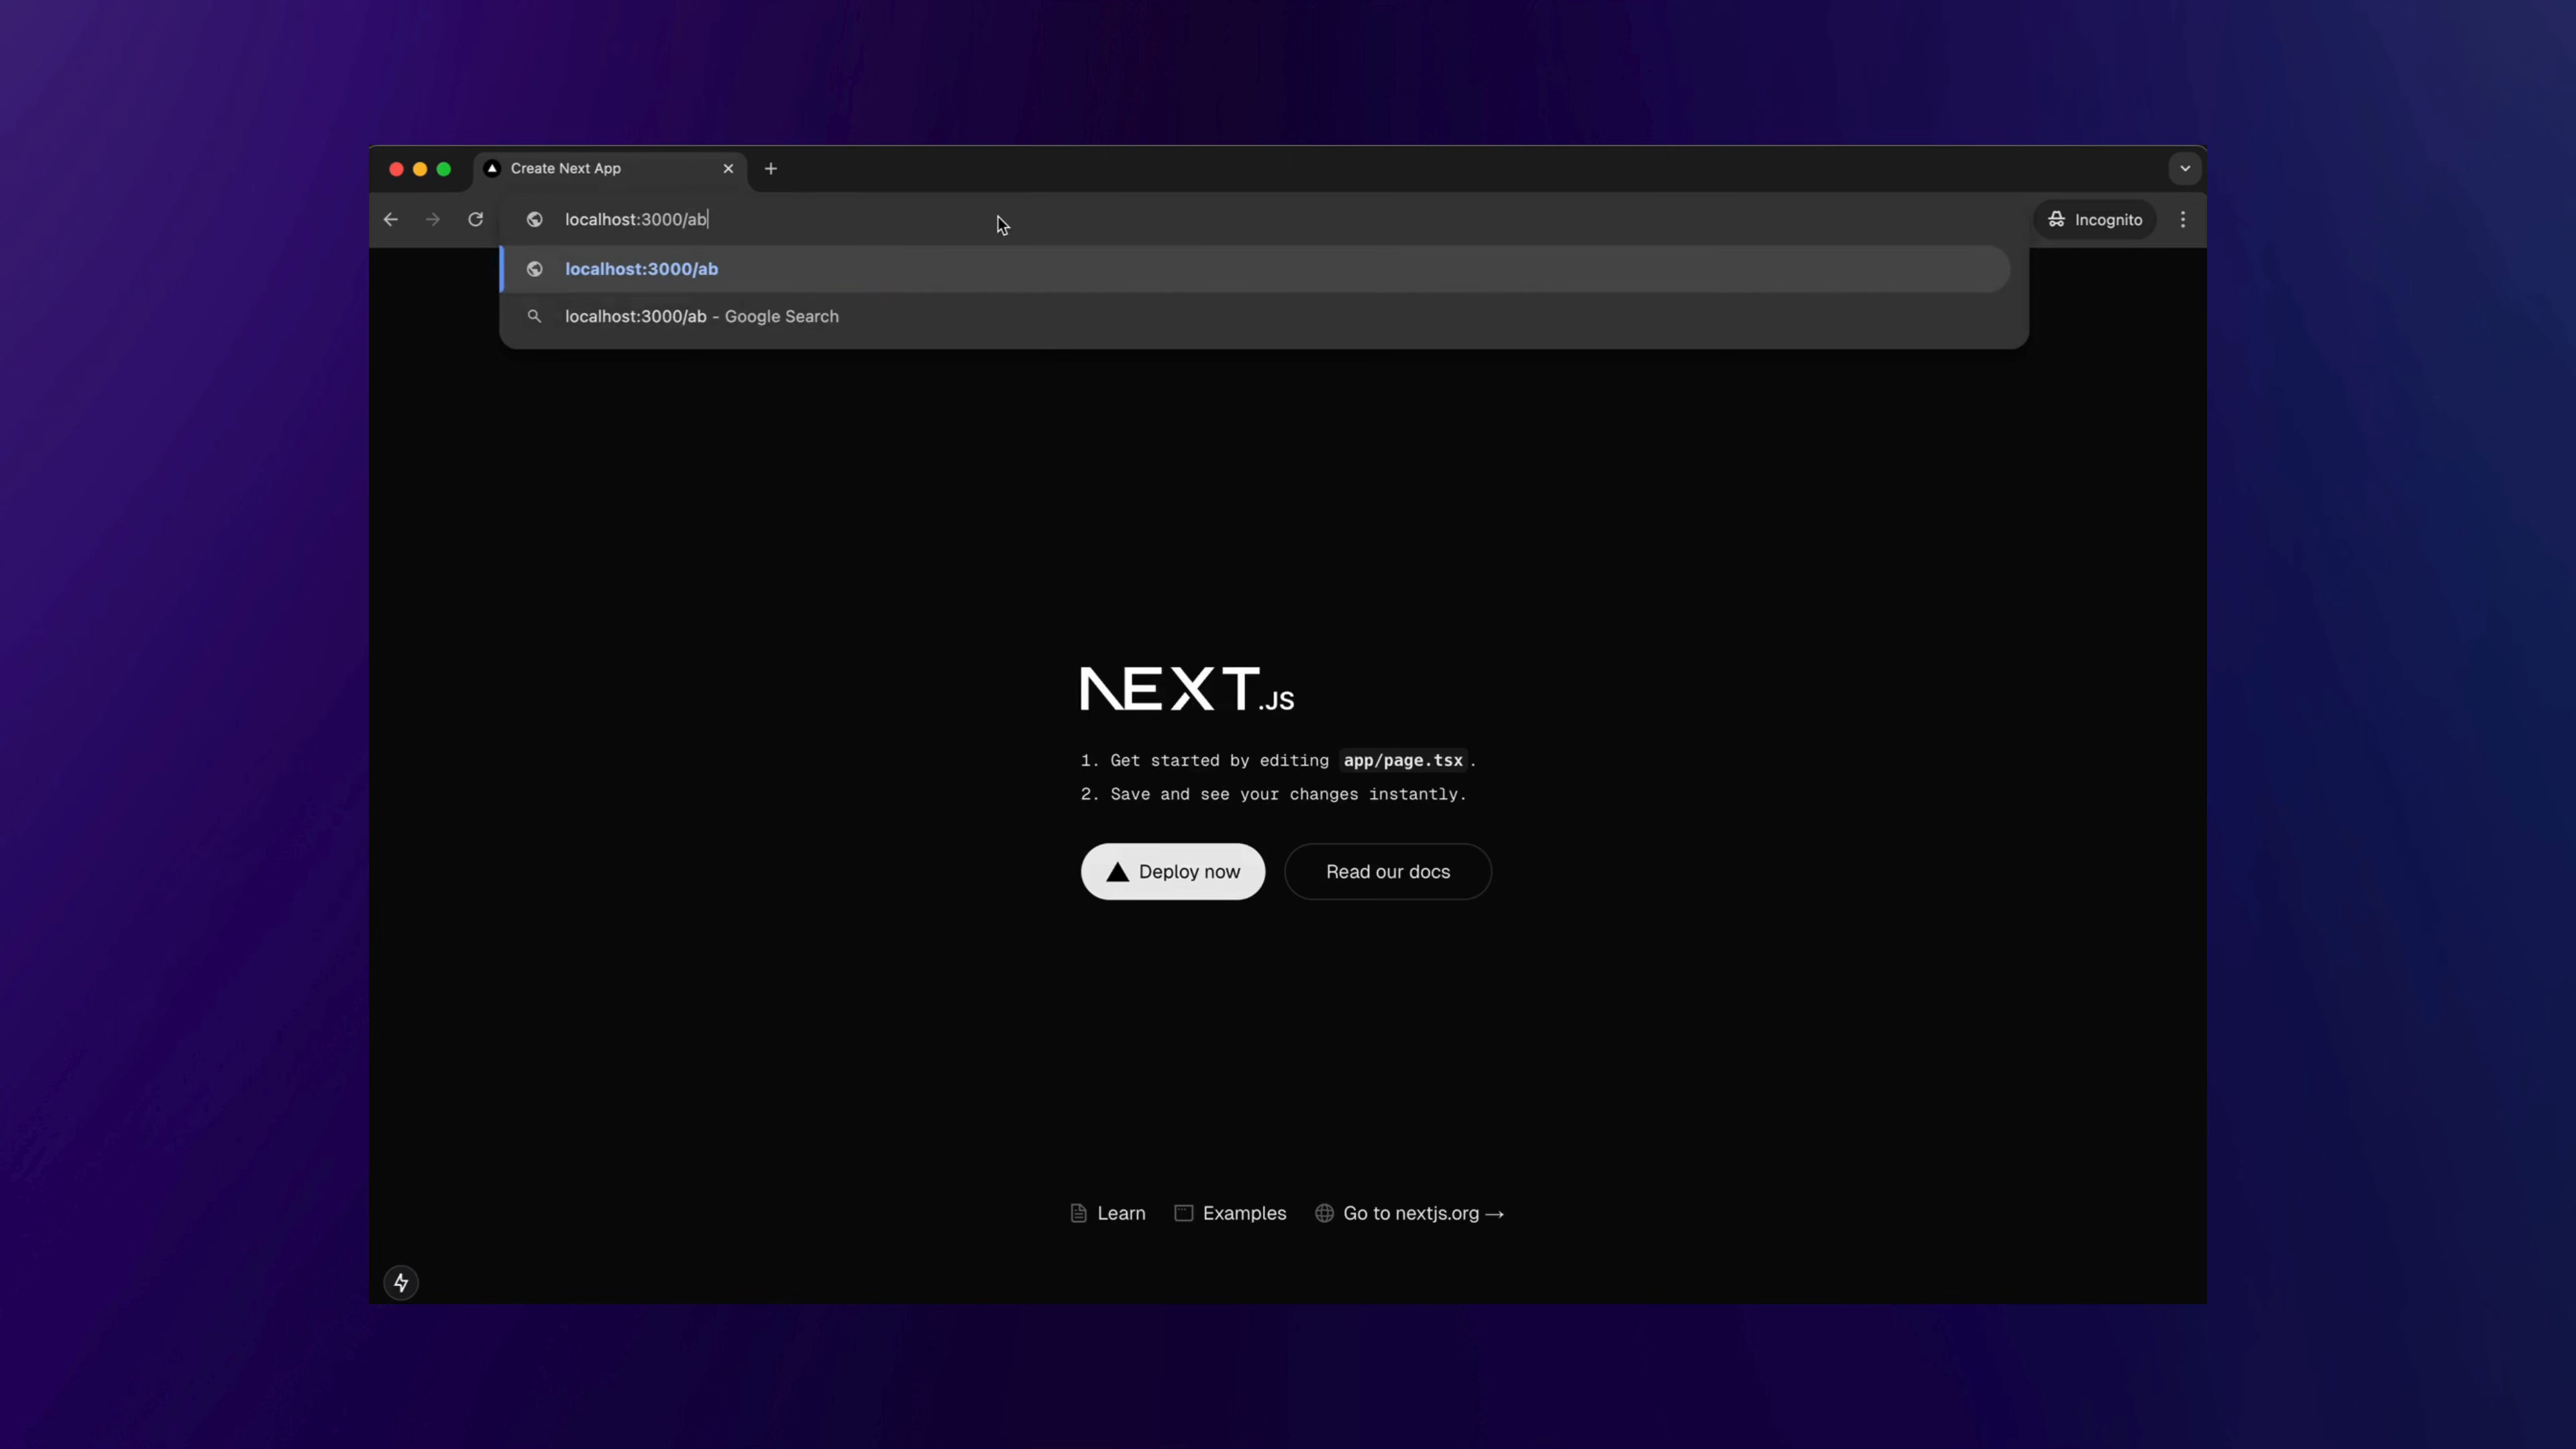 Create Next App
localhost:3000/ab
Incognito
localhost:3000/ab
localhost:3000/ab - Google Search
NEXT.JS
1. Get started by editing app/page.tsx.
2. Save and see your changes instantly.
Deploy now
Read our docs
Learn
Examples
Go to nextjs.org →